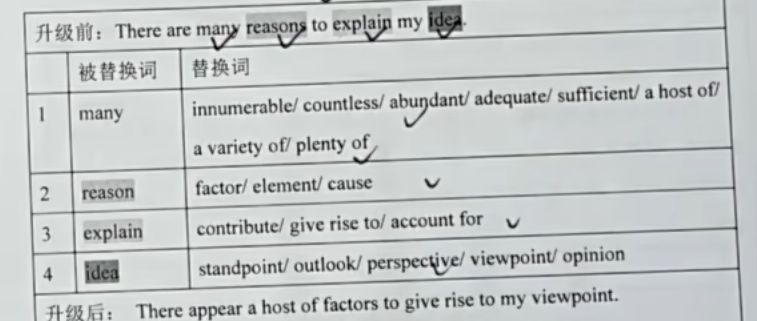 升级前：There are many reasons to explain my idea.
被替换词 替换词
1 many innumerable/ countless/ abundant/ adequate/ sufficient/ a host of/
a variety of/ plenty of
2 reason factor/ element/ cause
3 explain contribute/ give rise to/ account for
4 idea standpoint/ outlook/ perspective/ viewpoint/ opinion
升级后： There appear a host of factors to give rise to my viewpoint.